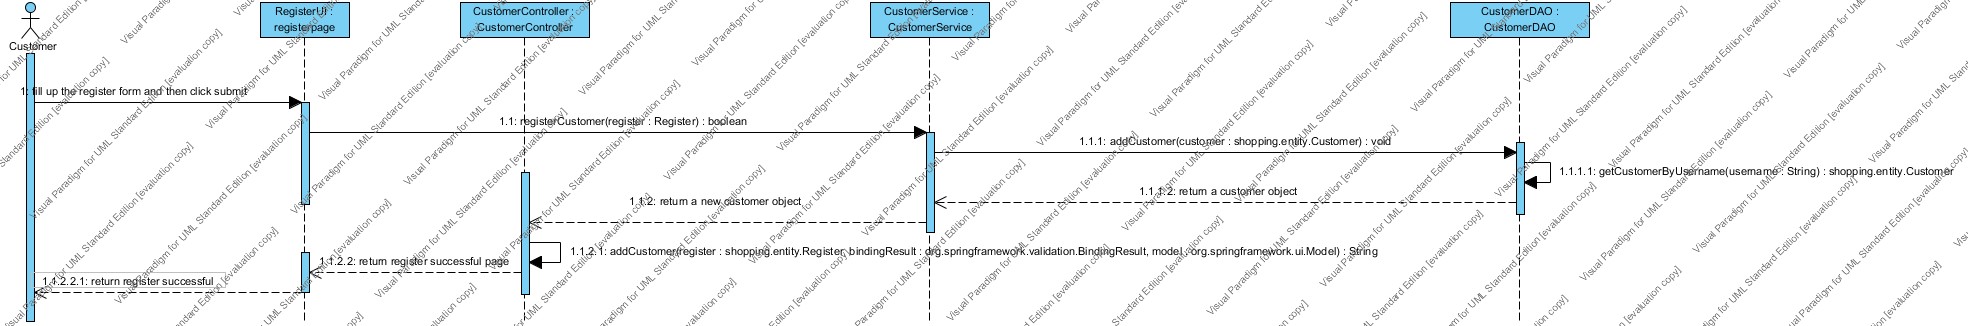 RegisterUI :
registerpage
CustomerController :
CustomerController
CustomerService :
CustomerService
CustomerDAO :
CustomerDAO
Customer
1: fill up the register form and then click submit
1.1: registerCustomer(register : Register) : boolean
1.1.1: addCustomer(customer : shopping.entity.Customer) : void
1.1.1.1: getCustomerByUsername(username : String) : shopping.entity.Customer
1.1.1.2: return a customer object
1.1.2: return a new customer object
1.1.2.1: addCustomer(register : shopping.entity.Register, bindingResult : org.springframework.validation.BindingResult, model : org.springframework.ui.Model) : String
1.1.2.2: return register successful page
1.1.2.2.1: return register successful
Visual Paradigm for UML Standard Edition [evaluation copy]